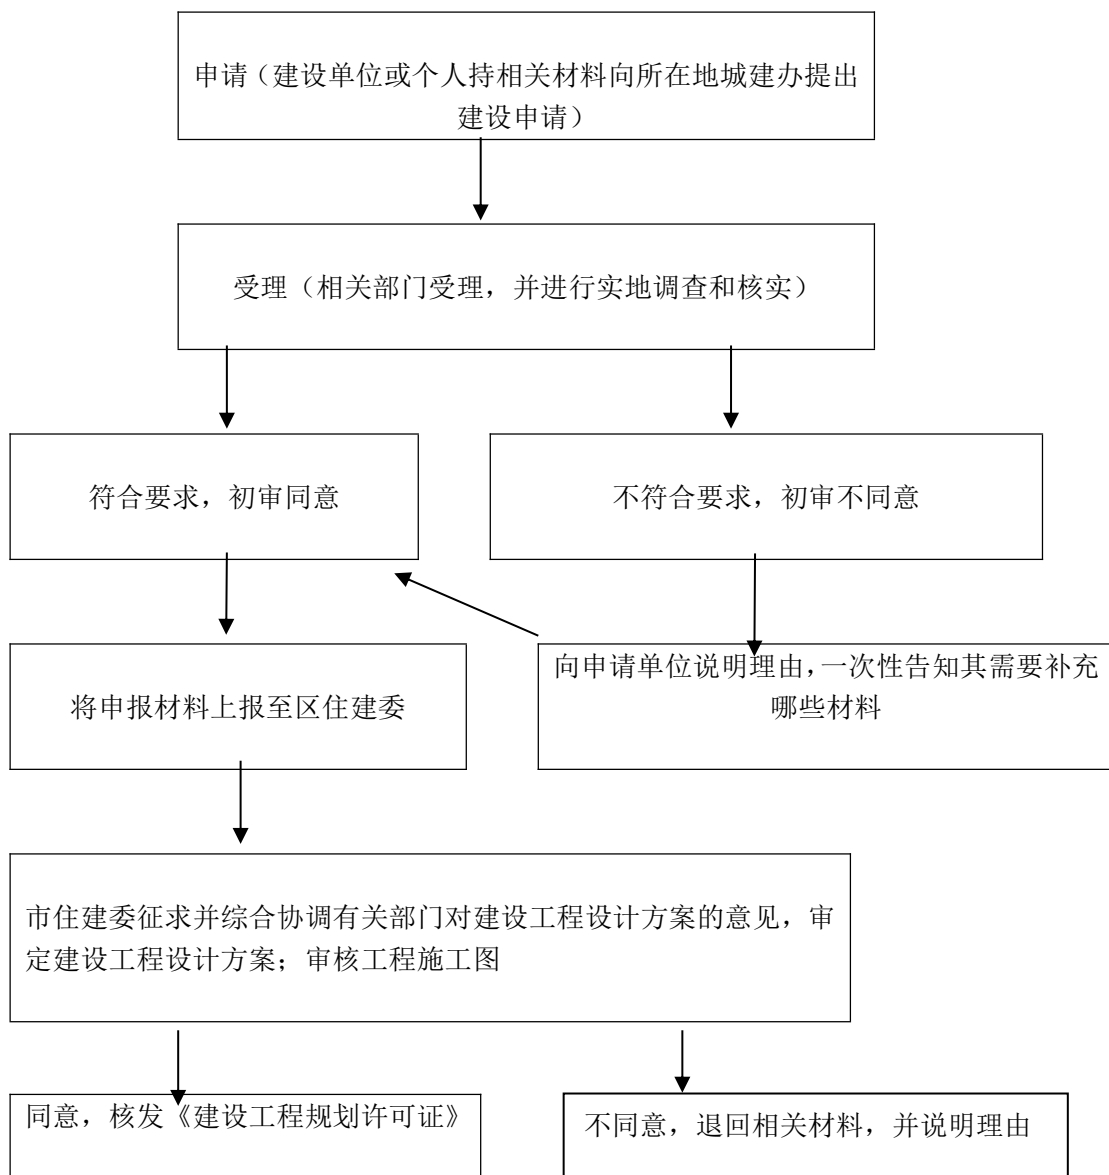 申请（建设单位或个人持相关材料向所在地城建办提出
建设申请）
受理（相关部门受理，并进行实地调查和核实）
符合要求，初审同意
不符合要求，初审不同意
向申请单位说明理由，一次性告知其需要补充
哪些材料
将申报材料上报至区住建委
市住建委征求并综合协调有关部门对建设工程设计方案的意见，审
定建设工程设计方案；审核工程施工图
同意，核发《建设工程规划许可证》
不同意，退回相关材料，并说明理由